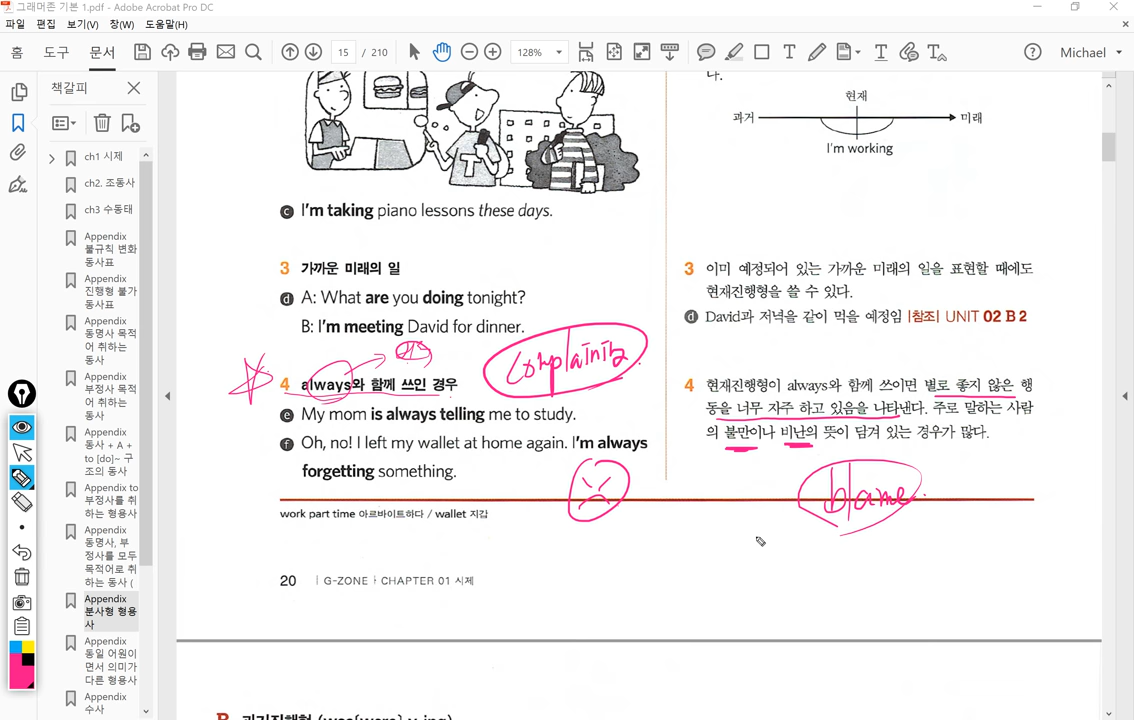 그래머존 기본 1.pdf - Adobe Acrobat Pro DC
파일 편집 보기(V) 창(W) 도움말(H)
홈 도구 문서 15 / 210 128% Michael
책갈피
ch1 시제
ch2. 조동사
ch3 수동태
Appendix
불규칙 변화
동사표
Appendix
진행형 불가
동사표
Appendix
동명사 목적
어 취하는
동사
Appendix
부정사 목적
어 취하는
동사
Appendix
동사 + A +
to [do]~ 구
조의 동사
Appendix to
부정사를 취
하는 형용사
Appendix
동명사, 부
정사를 모두
목적어로 취
하는 동사 (
Appendix
분사형 형용
사
Appendix
동일 어원이
면서 의미가
다른 형용사
Appendix
수사
T
c I'm taking piano lessons these days.
3 가까운 미래의 일
d A: What are you doing tonight?
B: I'm meeting David for dinner.
complaining
4 always와 함께 쓰인 경우
e My mom is always telling me to study.
f Oh, no! I left my wallet at home again. I'm always
forgetting something.
work part time 아르바이트하다 / wallet 지갑
20 G-ZONE CHAPTER 01 시제
다.
현재
과거 미래
I'm working
3 이미 예정되어 있는 가까운 미래의 일을 표현할 때에도
현재진행형을 쓸 수 있다.
d David과 저녁을 같이 먹을 예정임 |참조| UNIT 02 B 2
4 현재진행형이 always와 함께 쓰이면 별로 좋지 않은 행
동을 너무 자주 하고 있음을 나타낸다. 주로 말하는 사람
의 불만이나 비난의 뜻이 담겨 있는 경우가 많다.
blame